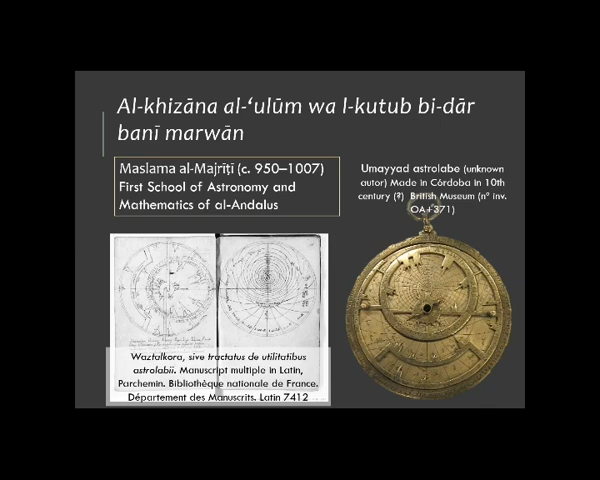 Al-khizāna al-‘ulūm wa l-kutub bi-dār
banī marwān
Maslama al-Majrīṭī (c. 950–1007)
First School of Astronomy and
Mathematics of al-Andalus
Umayyad astrolabe (unknown
autor) Made in Córdoba in 10th
century (?) British Museum (nº inv.
OA+371)
Waztalkora, sive tractatus de utilitatibus
astrolabii. Manuscript multiple in Latin,
Parchemin. Bibliothèque nationale de France.
Département des Manuscrits. Latin 7412